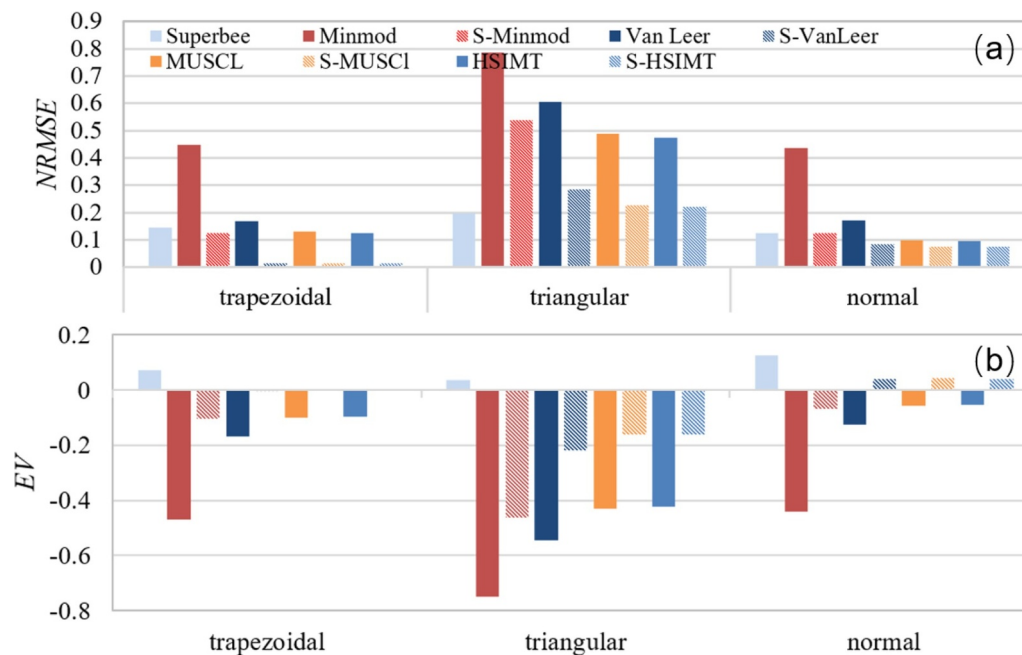 0.9
Superbee Minmod S-Minmod Van Leer S-VanLeer (a)
0.8
MUSCL S-MUSCl HSIMT S-HSIMT
0.7
0.6
0.5
0.4
0.3
0.2
0.1
0
NRMSE
trapezoidal triangular normal
0.2
(b)
0
-0.2
-0.4
-0.6
-0.8
EV
trapezoidal triangular normal